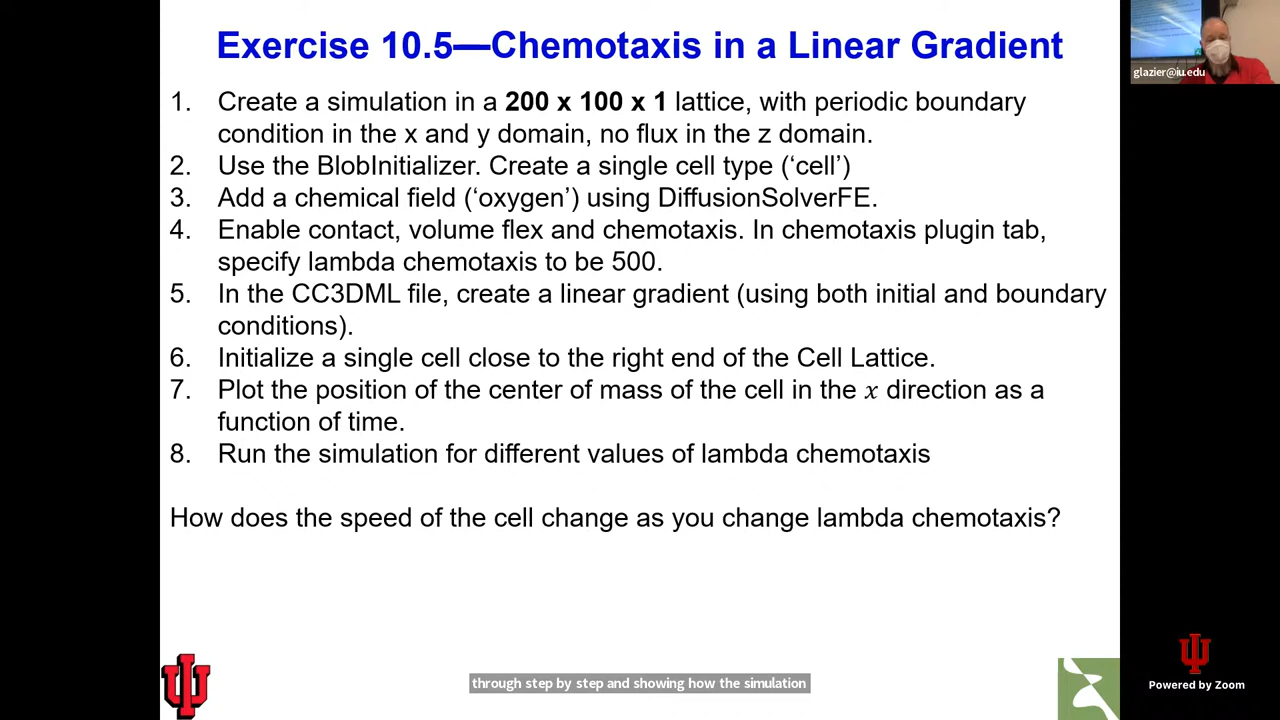 Exercise 10.5—Chemotaxis in a Linear Gradient
glazier@iu.edu
1. Create a simulation in a 200 x 100 x 1 lattice, with periodic boundary
condition in the x and y domain, no flux in the z domain.
2. Use the BlobInitializer. Create a single cell type (‘cell’)
3. Add a chemical field (‘oxygen’) using DiffusionSolverFE.
4. Enable contact, volume flex and chemotaxis. In chemotaxis plugin tab,
specify lambda chemotaxis to be 500.
5. In the CC3DML file, create a linear gradient (using both initial and boundary
conditions).
6. Initialize a single cell close to the right end of the Cell Lattice.
7. Plot the position of the center of mass of the cell in the x direction as a
function of time.
8. Run the simulation for different values of lambda chemotaxis
How does the speed of the cell change as you change lambda chemotaxis?
through step by step and showing how the simulation
Powered by Zoom